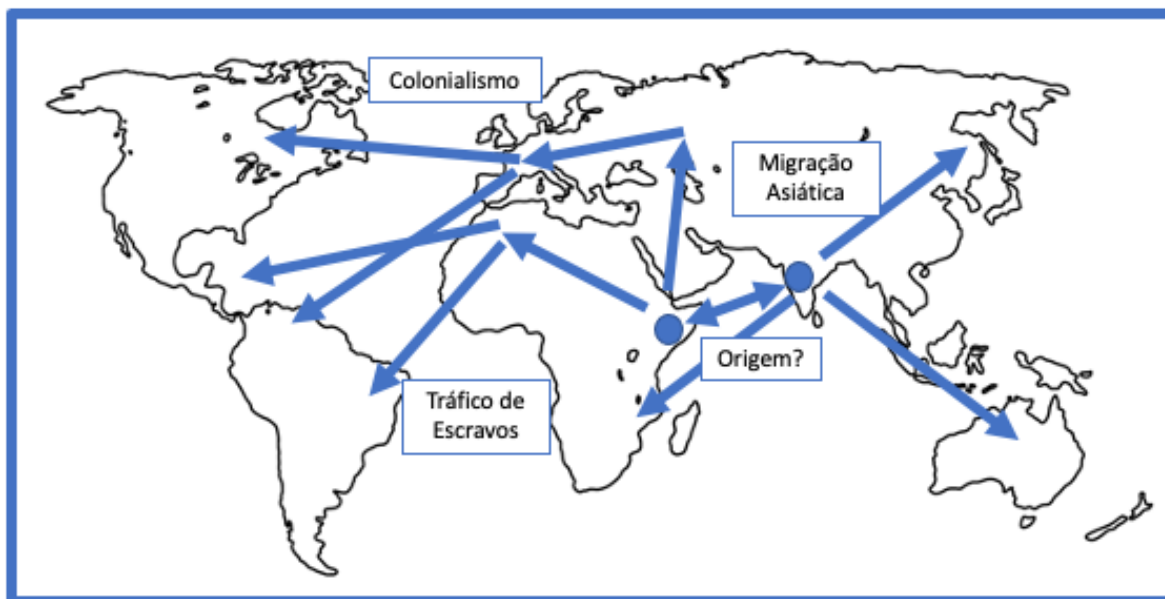 Colonialismo
Migração
Asiática
Origem?
Tráfico de
Escravos